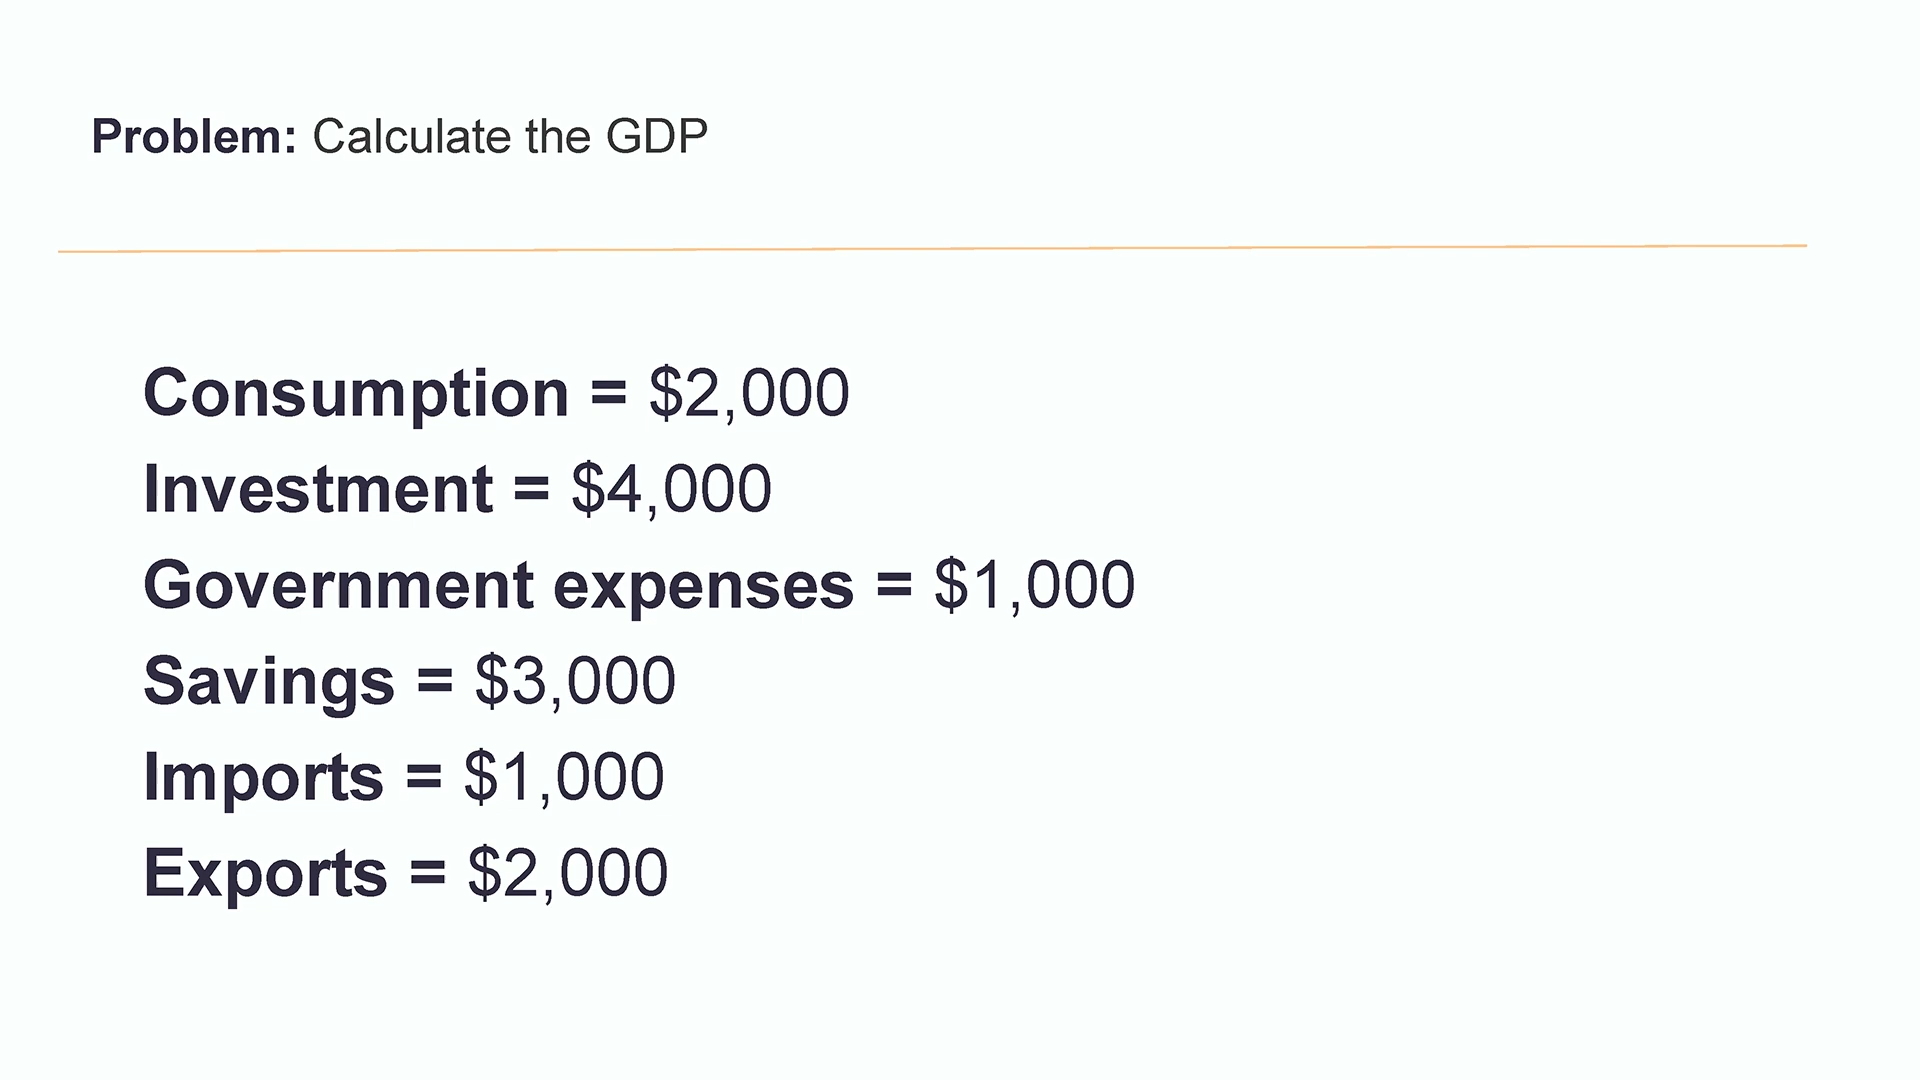 Problem: Calculate the GDP
Consumption = $2,000
Investment = $4,000
Government expenses = $1,000
Savings = $3,000
Imports = $1,000
Exports = $2,000